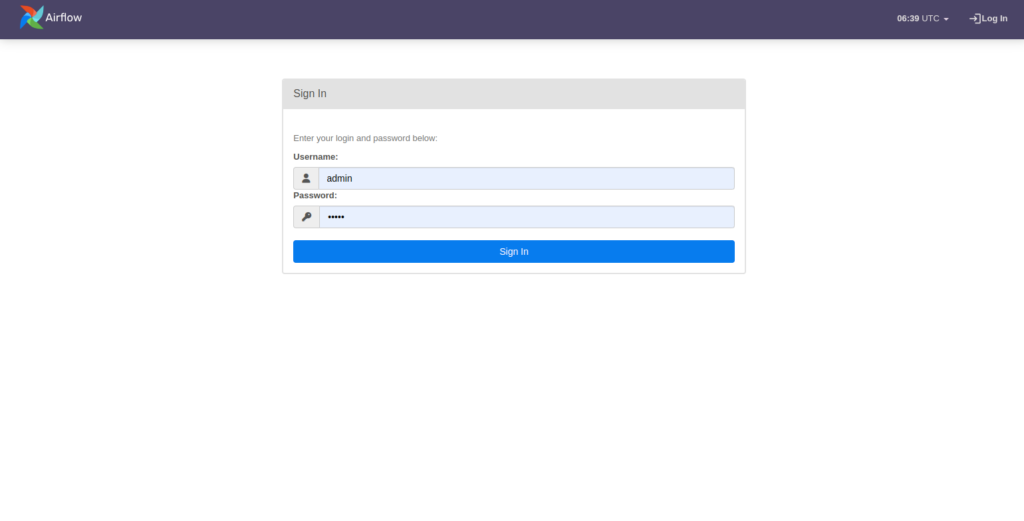 Airflow
06:39 UTC
Log In
Sign In
Enter your login and password below:
Username:
admin
Password:
•••••
Sign In